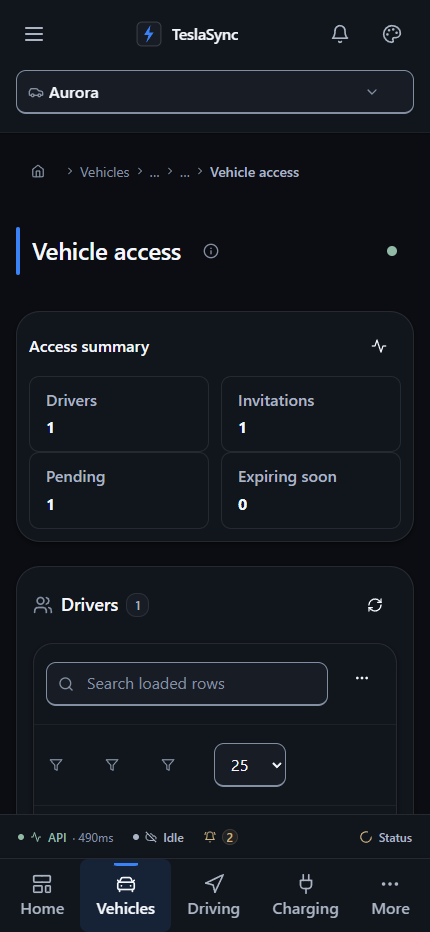 TeslaSync
Aurora
Vehicles ... ... Vehicle access
Vehicle access
Access summary
Drivers
1
Invitations
1
Pending
1
Expiring soon
0
Drivers 1
Search loaded rows
25
API · 490ms Idle 2 Status
Home Vehicles Driving Charging More